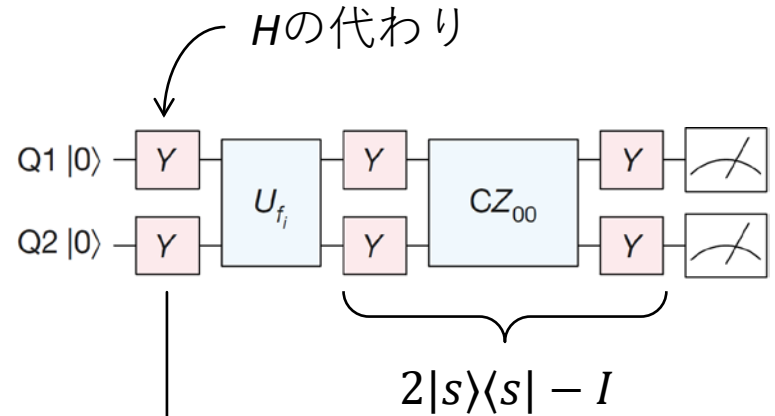 Hの代わり
Q1 |0⟩ Y Y Y
U_{f_i} CZ_{00}
Q2 |0⟩ Y Y Y
2|s⟩⟨s| − I